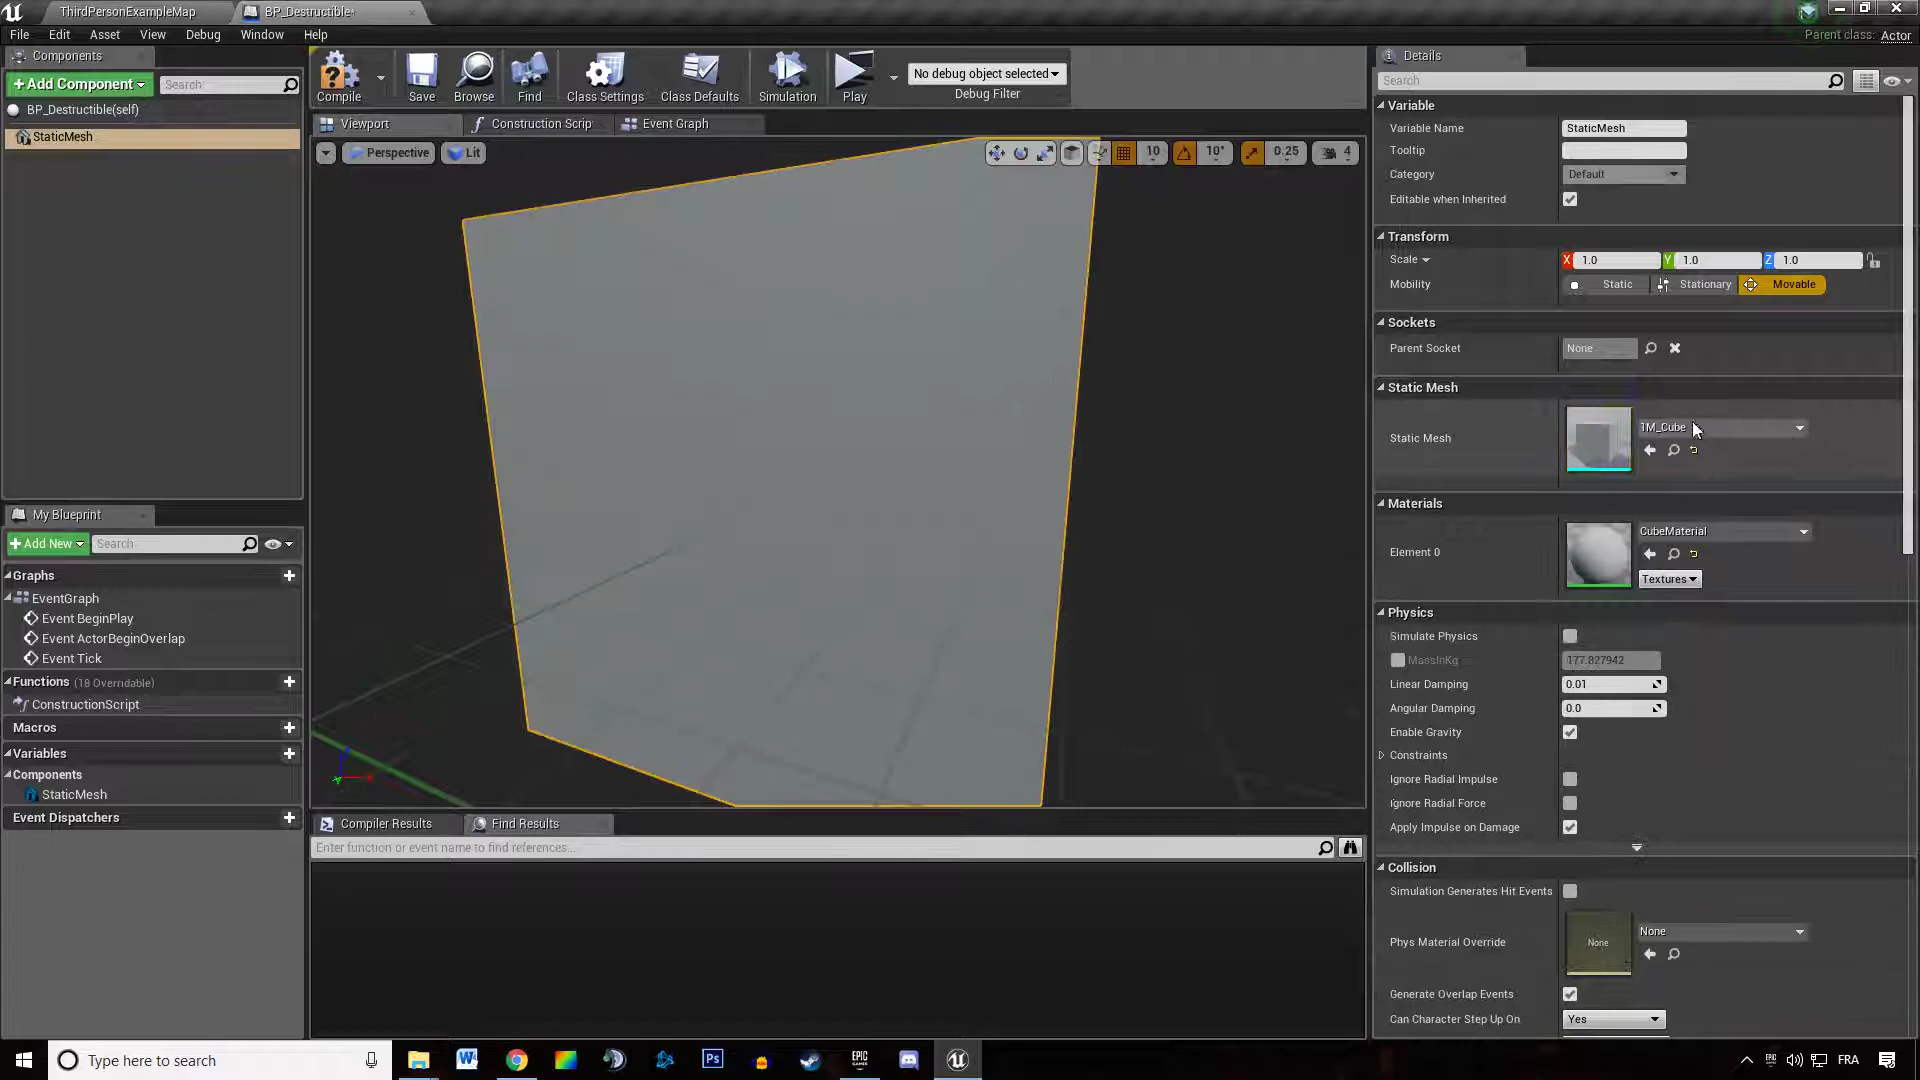 ThirdPersonExampleMap
BP_Destructible*
File Edit Asset View Debug Window Help
Parent class: Actor
Components
+Add Component
Search
BP_Destructible(self)
StaticMesh
Compile
Save
Browse
Find
Class Settings
Class Defaults
Simulation
Play
No debug object selected
Debug Filter
Viewport
Construction Scrip
Event Graph
Perspective
Lit
10
10°
0.25
4
Details
Search
Variable
Variable Name
StaticMesh
Tooltip
Category
Default
Editable when Inherited
Transform
Scale
X 1.0 Y 1.0 Z 1.0
Mobility
Static
Stationary
Movable
Sockets
Parent Socket
None
Static Mesh
Static Mesh
1M_Cube
Materials
Element 0
CubeMaterial
Textures
Physics
Simulate Physics
MassInKg
177.827942
Linear Damping
0.01
Angular Damping
0.0
Enable Gravity
Constraints
Ignore Radial Impulse
Ignore Radial Force
Apply Impulse on Damage
Collision
Simulation Generates Hit Events
Phys Material Override
None
None
Generate Overlap Events
Can Character Step Up On
Yes
My Blueprint
+Add New
Search
Graphs
EventGraph
Event BeginPlay
Event ActorBeginOverlap
Event Tick
Functions (18 Overridable)
ConstructionScript
Macros
Variables
Components
StaticMesh
Event Dispatchers
Compiler Results
Find Results
Enter function or event name to find references...
Type here to search
W
Ps
EPIC
GAMES
FRA